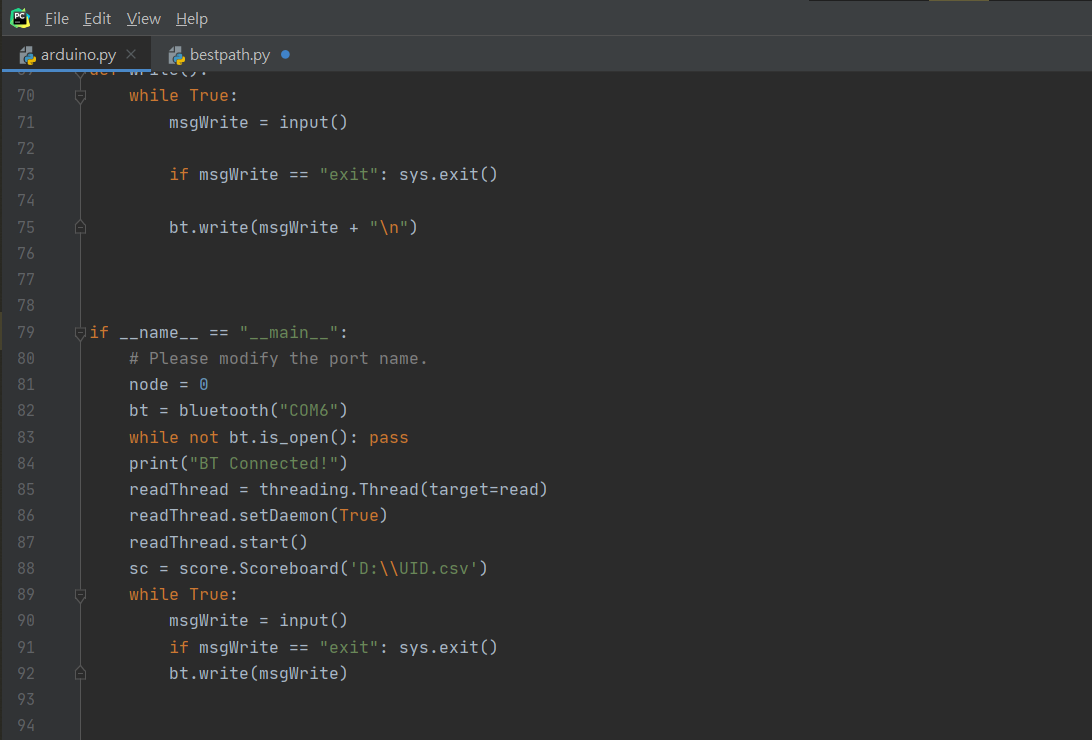 PC
File Edit View Help
arduino.py bestpath.py
69 def write():
70 while True:
71 msgWrite = input()
72
73 if msgWrite == "exit": sys.exit()
74
75 bt.write(msgWrite + "\n")
76
77
78
79 if __name__ == "__main__":
80 # Please modify the port name.
81 node = 0
82 bt = bluetooth("COM6")
83 while not bt.is_open(): pass
84 print("BT Connected!")
85 readThread = threading.Thread(target=read)
86 readThread.setDaemon(True)
87 readThread.start()
88 sc = score.Scoreboard('D:\\UID.csv')
89 while True:
90 msgWrite = input()
91 if msgWrite == "exit": sys.exit()
92 bt.write(msgWrite)
93
94